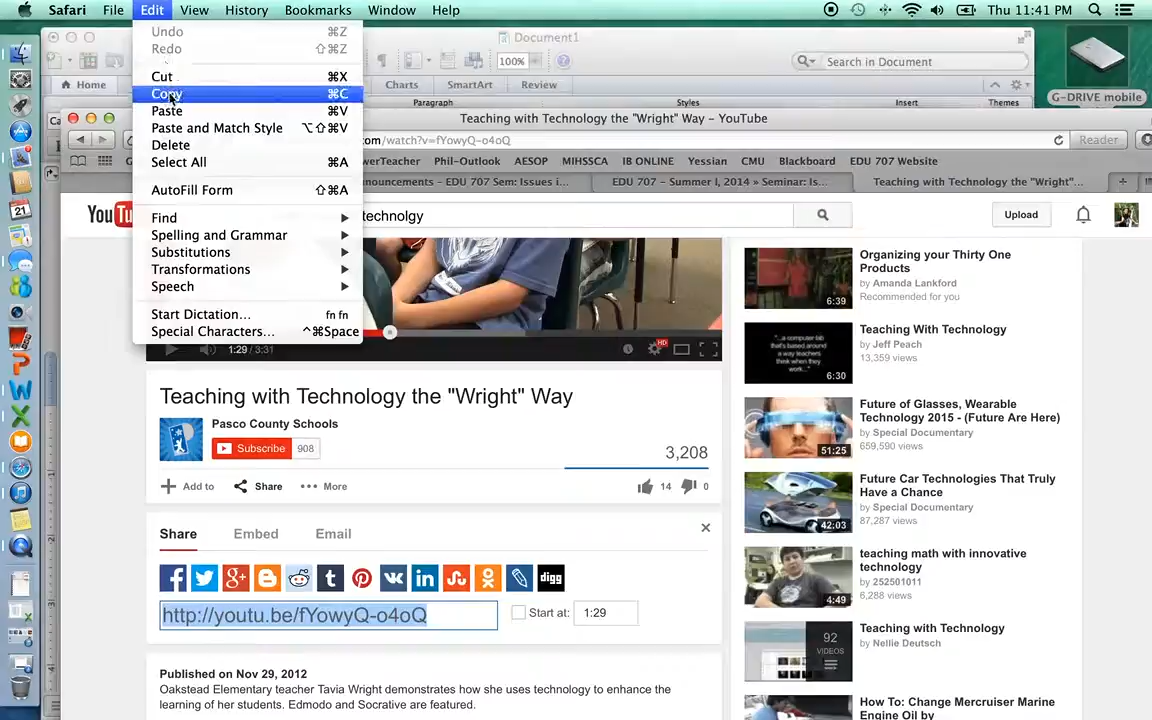 Safari File Edit View History Bookmarks Window Help Thu 11:41 PM
Undo ⌘Z
Redo ⇧⌘Z
Cut ⌘X
Copy ⌘C
Paste ⌘V
Paste and Match Style ⌥⇧⌘V
Delete
Select All ⌘A
AutoFill Form ⇧⌘A
Find
Spelling and Grammar
Substitutions
Transformations
Speech
Start Dictation... fn fn
Special Characters... ^⌘Space
Document1
100% Search in Document
Home Charts SmartArt Review
Paragraph Styles Insert Themes
G-DRIVE mobile
Teaching with Technology the "Wright" Way – YouTube
om/watch?v=fYowyQ-o4oQ Reader
werTeacher Phil-Outlook AESOP MIHSSCA IB ONLINE Yessian CMU Blackboard EDU 707 Website
nouncements - EDU 707 Sem: Issues i... EDU 707 – Summer I, 2014 » Seminar: Is... Teaching with Technology the "Wright"...
You technolgy Upload
1:29 / 3:31 HD
Teaching with Technology the "Wright" Way
Pasco County Schools
Subscribe 908
3,208
Add to Share More 14 0
Share Embed Email
digg
http://youtu.be/fYowyQ-o4oQ Start at: 1:29
Published on Nov 29, 2012
Oakstead Elementary teacher Tavia Wright demonstrates how she uses technology to enhance the
learning of her students. Edmodo and Socrative are featured.
Organizing your Thirty One
Products
by Amanda Lankford
Recommended for you
6:39
Teaching With Technology
by Jeff Peach
13,359 views
6:30
Future of Glasses, Wearable
Technology 2015 - (Future Are Here)
by Special Documentary
659,590 views
51:25
Future Car Technologies That Truly
Have a Chance
by Special Documentary
87,287 views
42:03
teaching math with innovative
technology
by 252501011
6,288 views
4:49
Teaching with Technology
by Nellie Deutsch
92
VIDEOS
How To: Change Mercruiser Marine
Engine Oil by